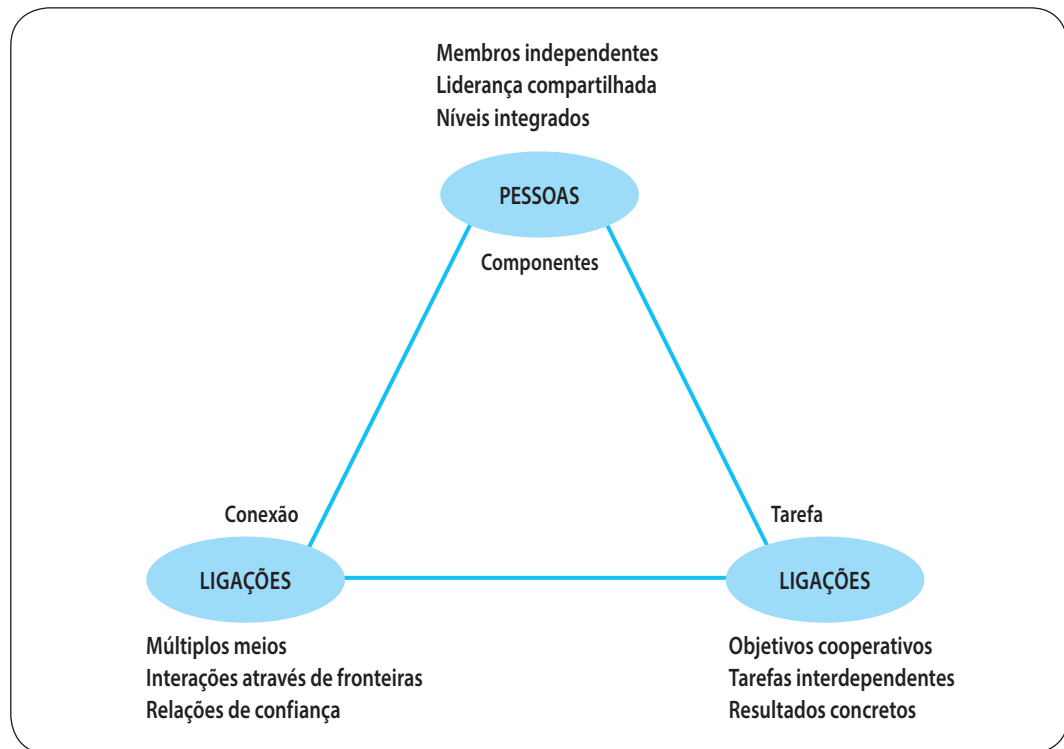 Membros independentes
Liderança compartilhada
Níveis integrados
PESSOAS
Componentes
Conexão
Tarefa
LIGAÇÕES
LIGAÇÕES
Múltiplos meios
Interações através de fronteiras
Relações de confiança
Objetivos cooperativos
Tarefas interdependentes
Resultados concretos